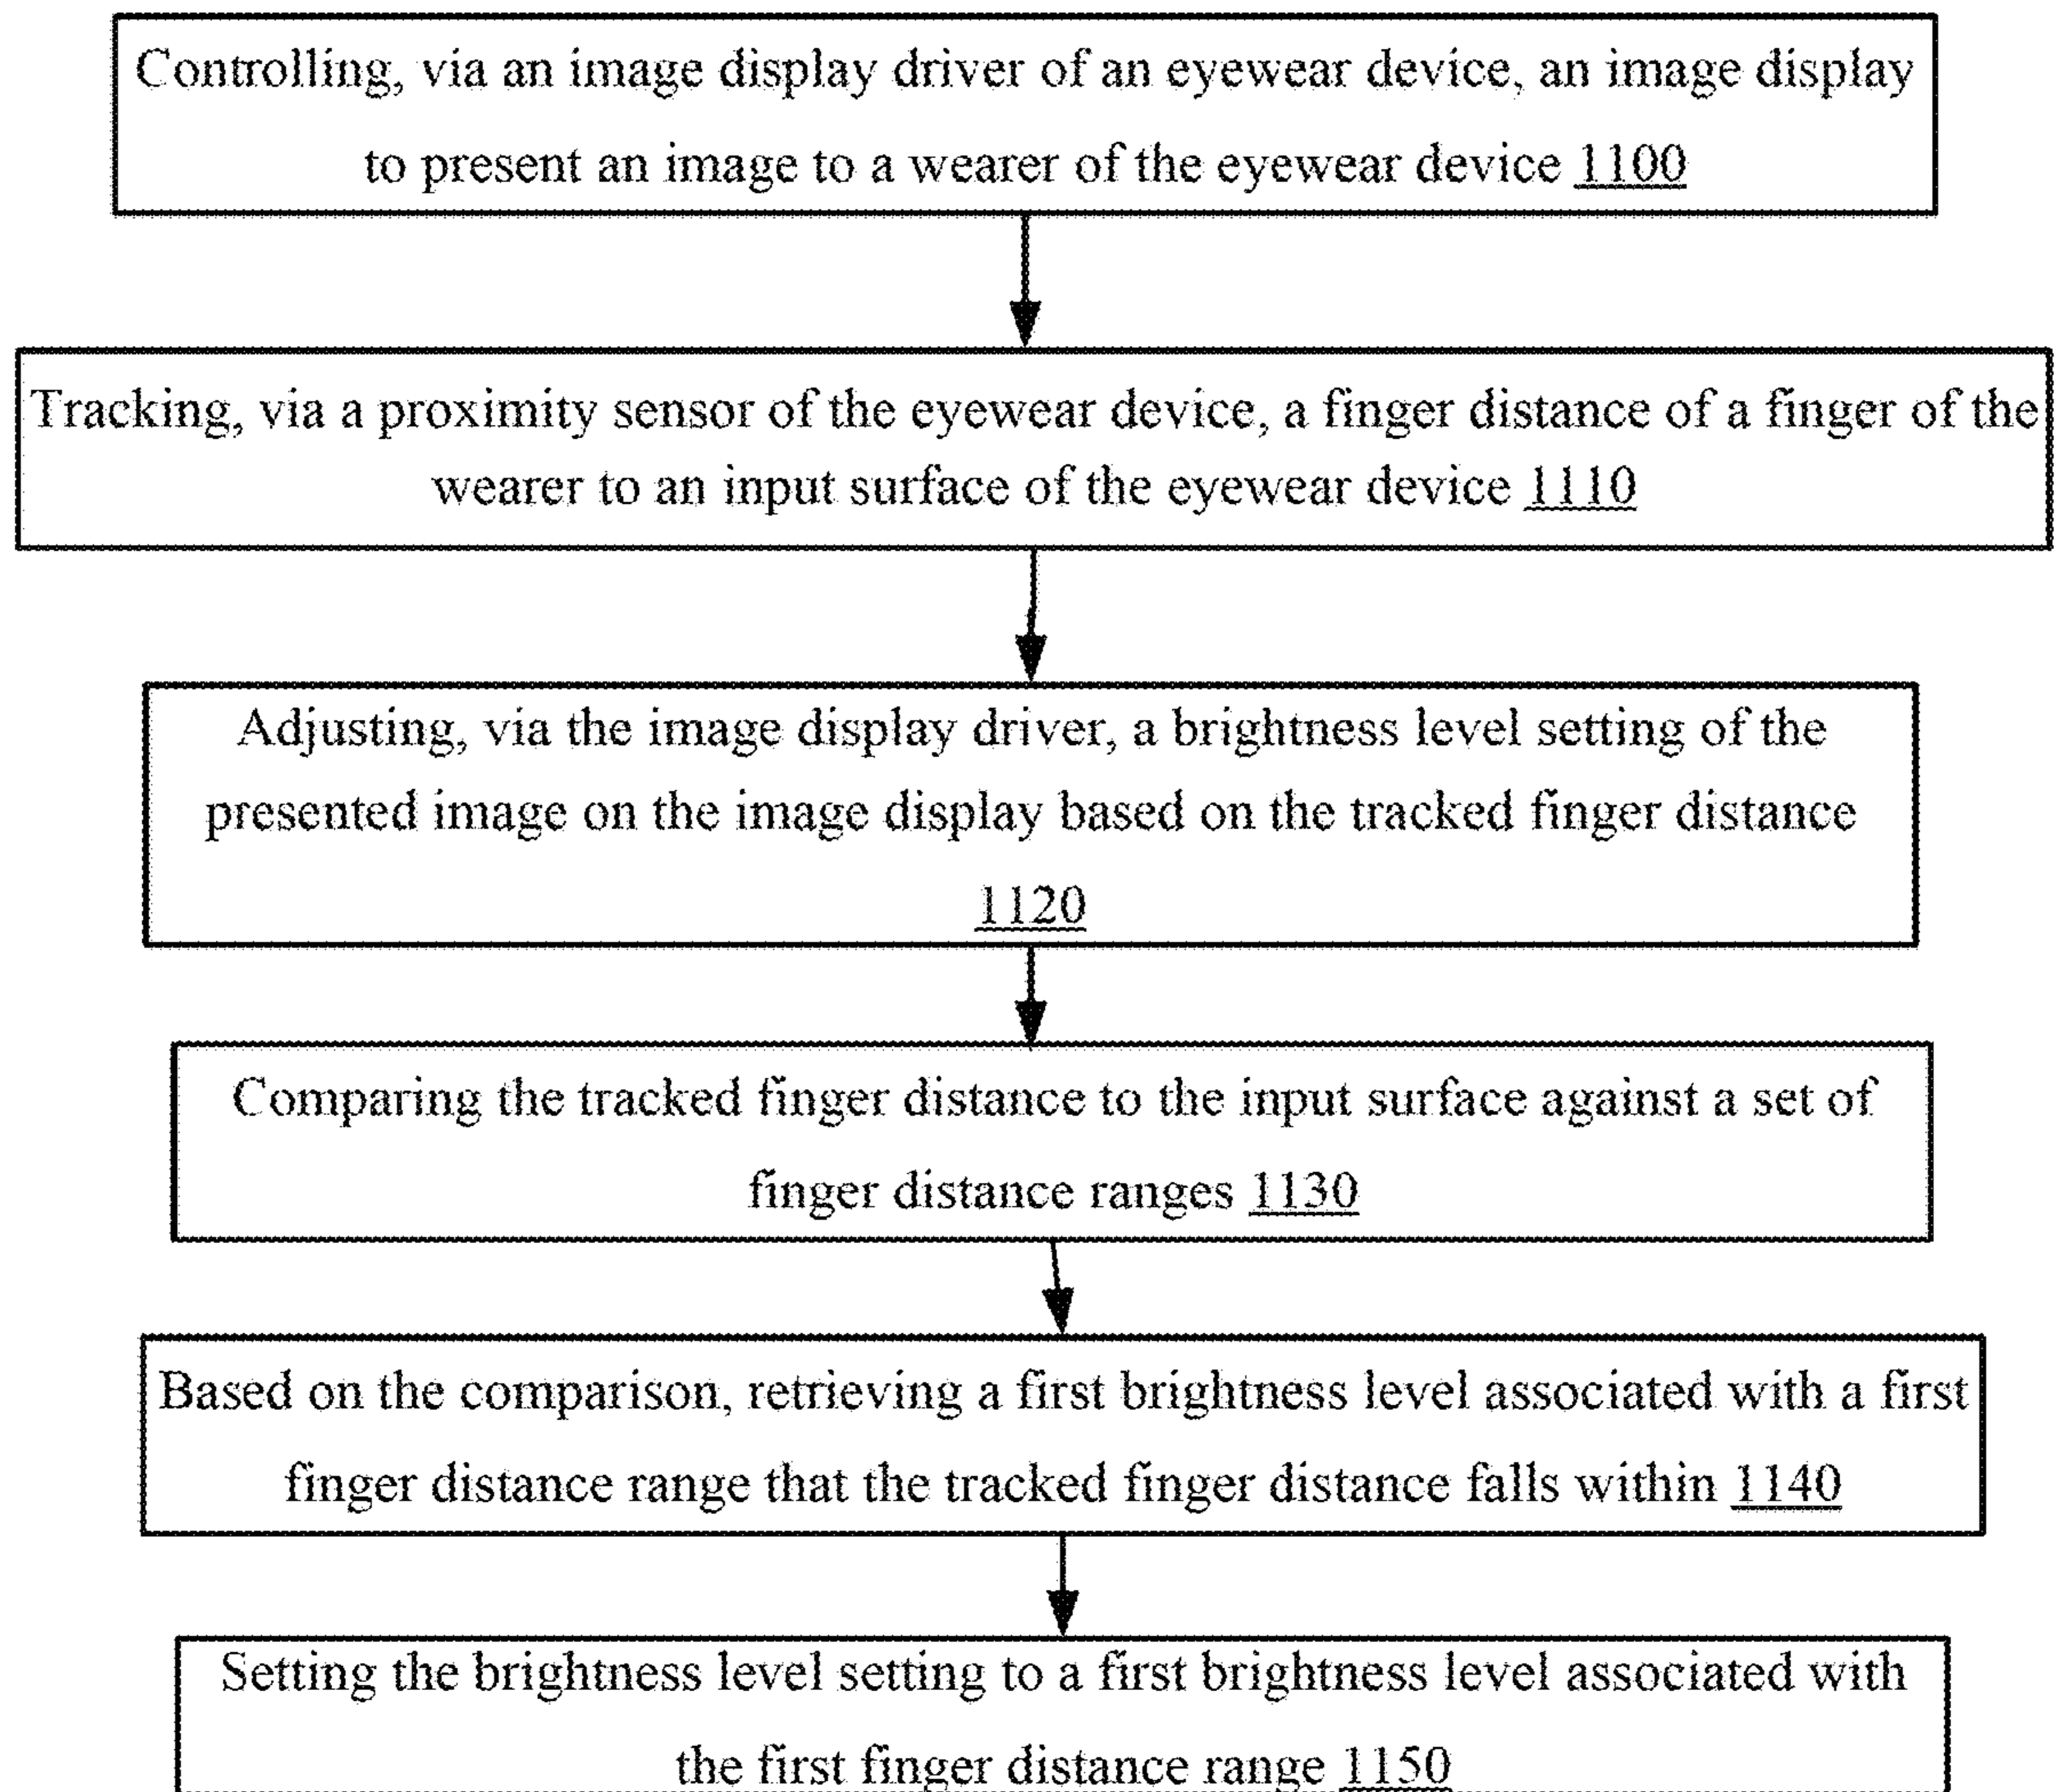 Controlling, via an image display driver of an eyewear device, an image display
to present an image to a wearer of the eyewear device 1100
Tracking, via a proximity sensor of the eyewear device, a finger distance of a finger of the
wearer to an input surface of the eyewear device 1110
Adjusting, via the image display driver, a brightness level setting of the
presented image on the image display based on the tracked finger distance
1120
Comparing the tracked finger distance to the input surface against a set of
finger distance ranges 1130
Based on the comparison, retrieving a first brightness level associated with a first
finger distance range that the tracked finger distance falls within 1140
Setting the brightness level setting to a first brightness level associated with
the first finger distance range 1150